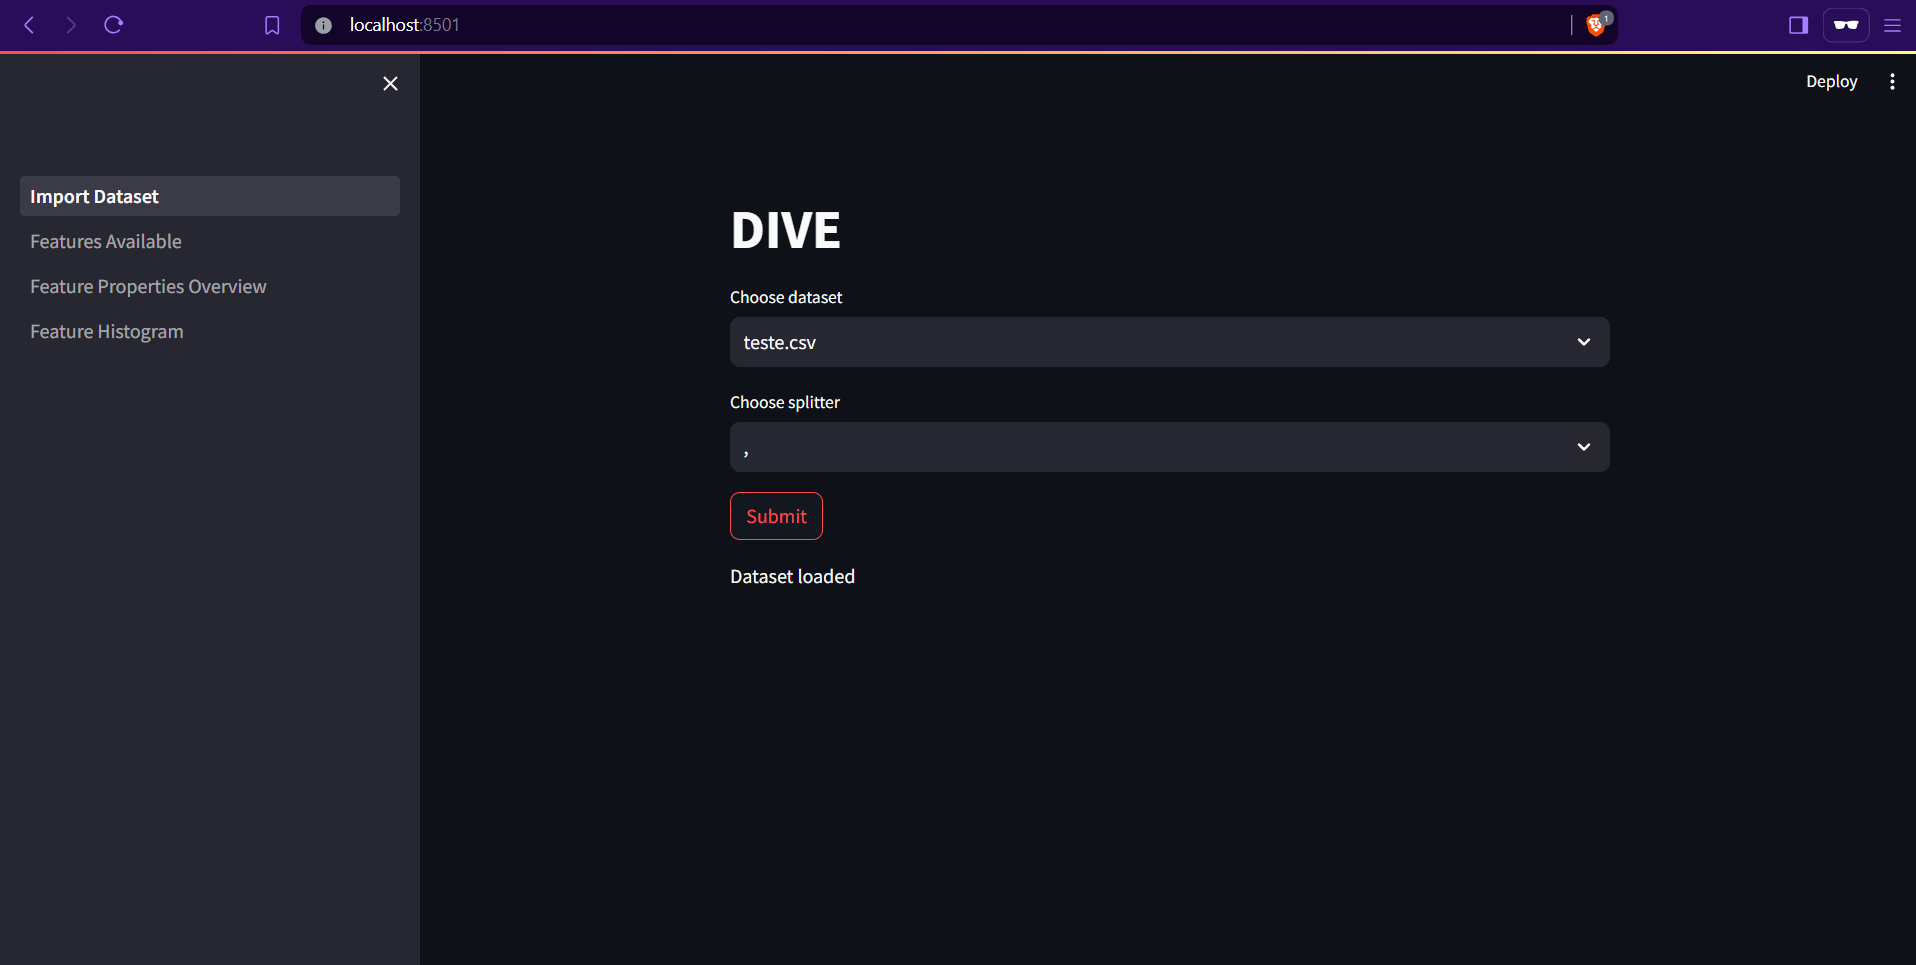 localhost:8501
1
Deploy
Import Dataset
Features Available
Feature Properties Overview
Feature Histogram
DIVE
Choose dataset
teste.csv
Choose splitter
,
Submit
Dataset loaded